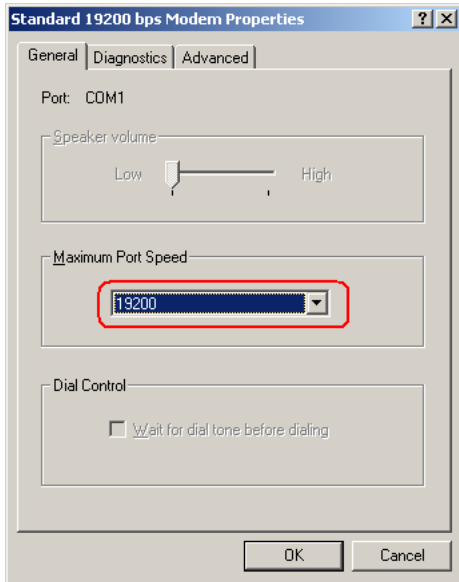 Standard 19200 bps Modem Properties
General Diagnostics Advanced
Port: COM1
Speaker volume
Low High
Maximum Port Speed
19200
Dial Control
Wait for dial tone before dialing
OK Cancel